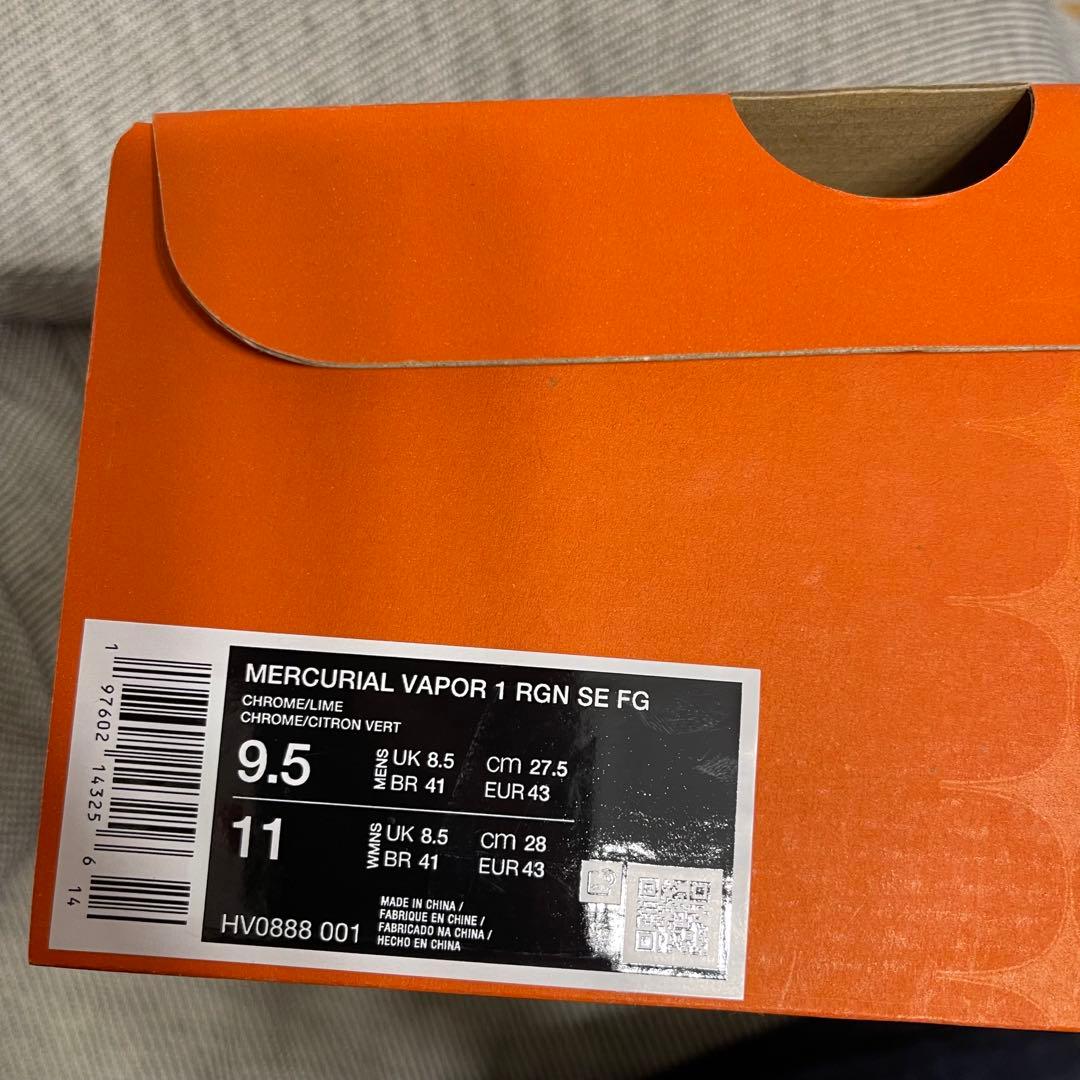 MERCURIAL VAPOR 1 RGN SE FG
CHROME/LIME
CHROME/CITRON VERT
9.5 MENS UK 8.5 cm 27.5
BR 41 EUR 43
11 WMNS UK 8.5 cm 28
BR 41 EUR 43
HV0888 001
MADE IN CHINA /
FABRIQUE EN CHINE /
FABRICADO NA CHINA /
HECHO EN CHINA
1 97602 14325 6 14